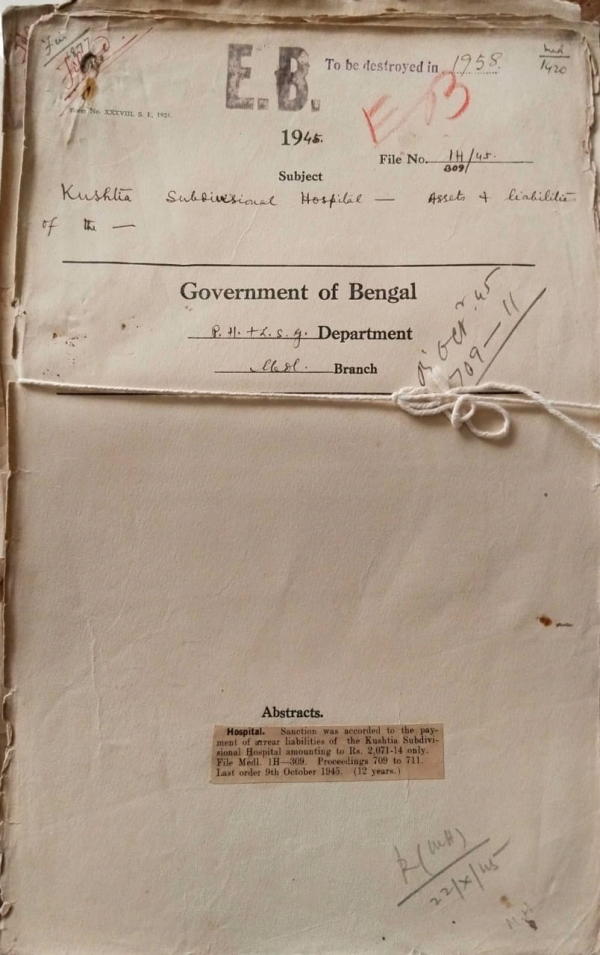 E.B.
To be destroyed in 1958
Med
1420
Form No. XXXVIII. S. I., 1921.
EB
1945.
File No. 1H/45.
309/
Subject
Kushtia Subdivisional Hospital — Assets & liabilities
of the —
Government of Bengal
P. H. + L. S. G. Department
Branch
Octr 45
709 — 11
Abstracts.
Hospital. Sanction was accorded to the pay-
ment of arrear liabilities of the Kushtia Subdivi-
sional Hospital amounting to Rs. 2,071-14 only.
File Medl. 1H—309. Proceedings 709 to 711.
Last order 9th October 1945. (12 years.)
22/X/45